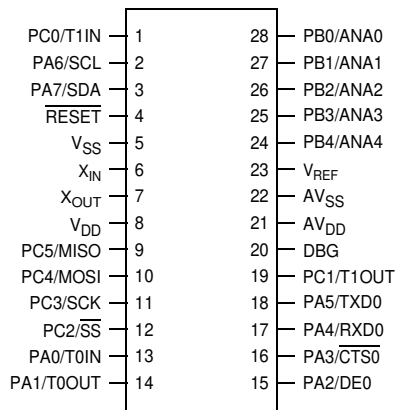 PC0/T1IN 1 28 PB0/ANA0
PA6/SCL 2 27 PB1/ANA1
PA7/SDA 3 26 PB2/ANA2
RESET 4 25 PB3/ANA3
VSS 5 24 PB4/ANA4
XIN 6 23 VREF
XOUT 7 22 AVSS
VDD 8 21 AVDD
PC5/MISO 9 20 DBG
PC4/MOSI 10 19 PC1/T1OUT
PC3/SCK 11 18 PA5/TXD0
PC2/SS 12 17 PA4/RXD0
PA0/T0IN 13 16 PA3/CTS0
PA1/T0OUT 14 15 PA2/DE0